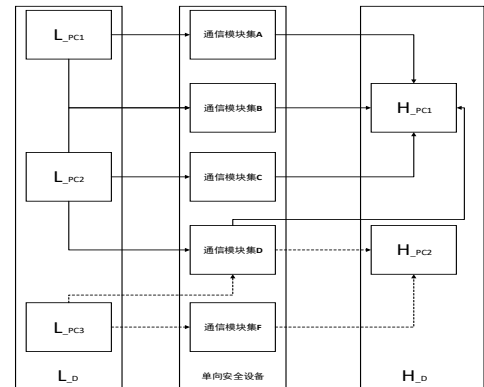 L_PC1
通信模块集A
通信模块集B
H_PC1
L_PC2
通信模块集C
通信模块集D
H_PC2
L_PC3
通信模块集F
L_D
单向安全设备
H_D